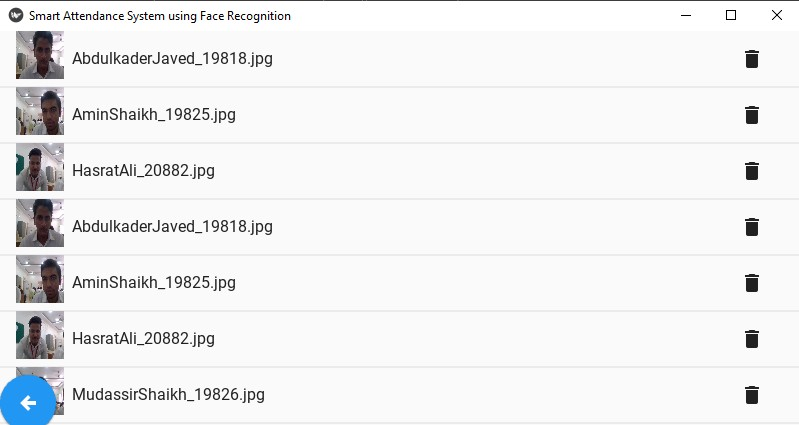 Smart Attendance System using Face Recognition
AbdulkaderJaved_19818.jpg
AminShaikh_19825.jpg
HasratAli_20882.jpg
AbdulkaderJaved_19818.jpg
AminShaikh_19825.jpg
HasratAli_20882.jpg
MudassirShaikh_19826.jpg